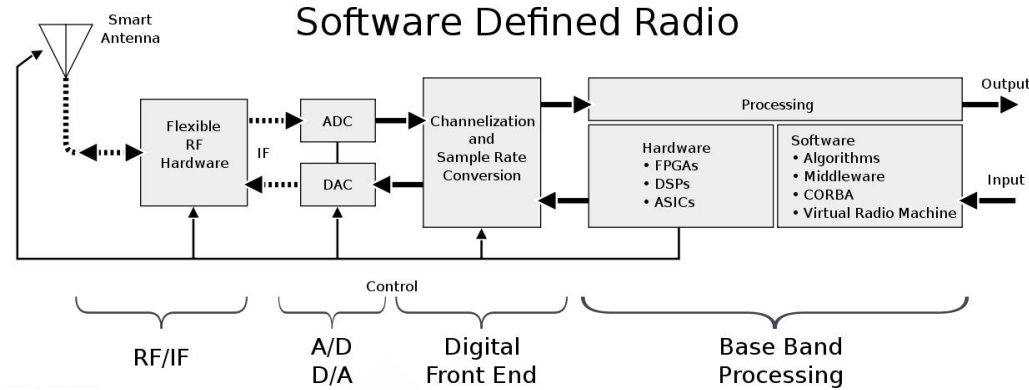 Software Defined Radio
Smart
Antenna
Flexible
RF
Hardware
IF
ADC
DAC
Channelization
and
Sample Rate
Conversion
Processing
Hardware
• FPGAs
• DSPs
• ASICs
Software
• Algorithms
• Middleware
• CORBA
• Virtual Radio Machine
Output
Input
Control
RF/IF
A/D
D/A
Digital
Front End
Base Band
Processing